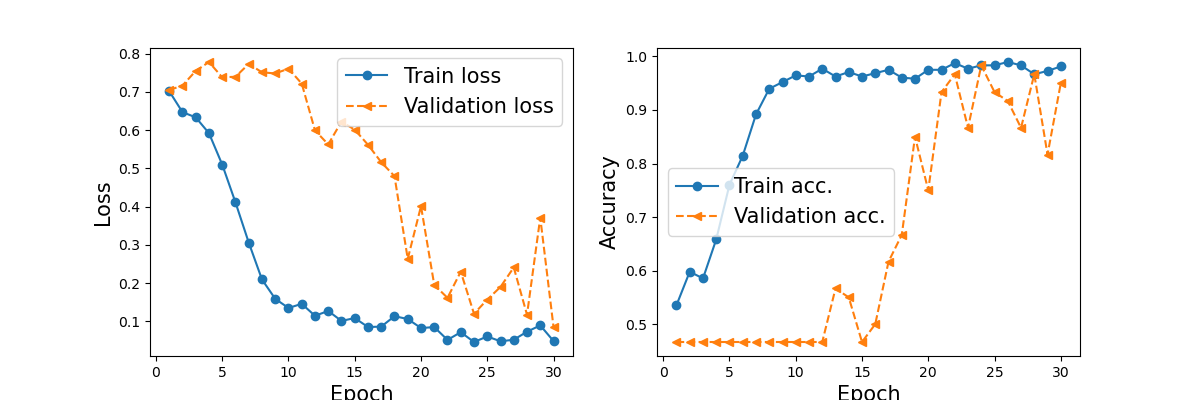 0.8
0.7
0.6
0.5
0.4
0.3
0.2
0.1
Loss
Train loss
Validation loss
0 5 10 15 20 25 30
Epoch
1.0
0.9
0.8
0.7
0.6
0.5
Accuracy
Train acc.
Validation acc.
0 5 10 15 20 25 30
Epoch